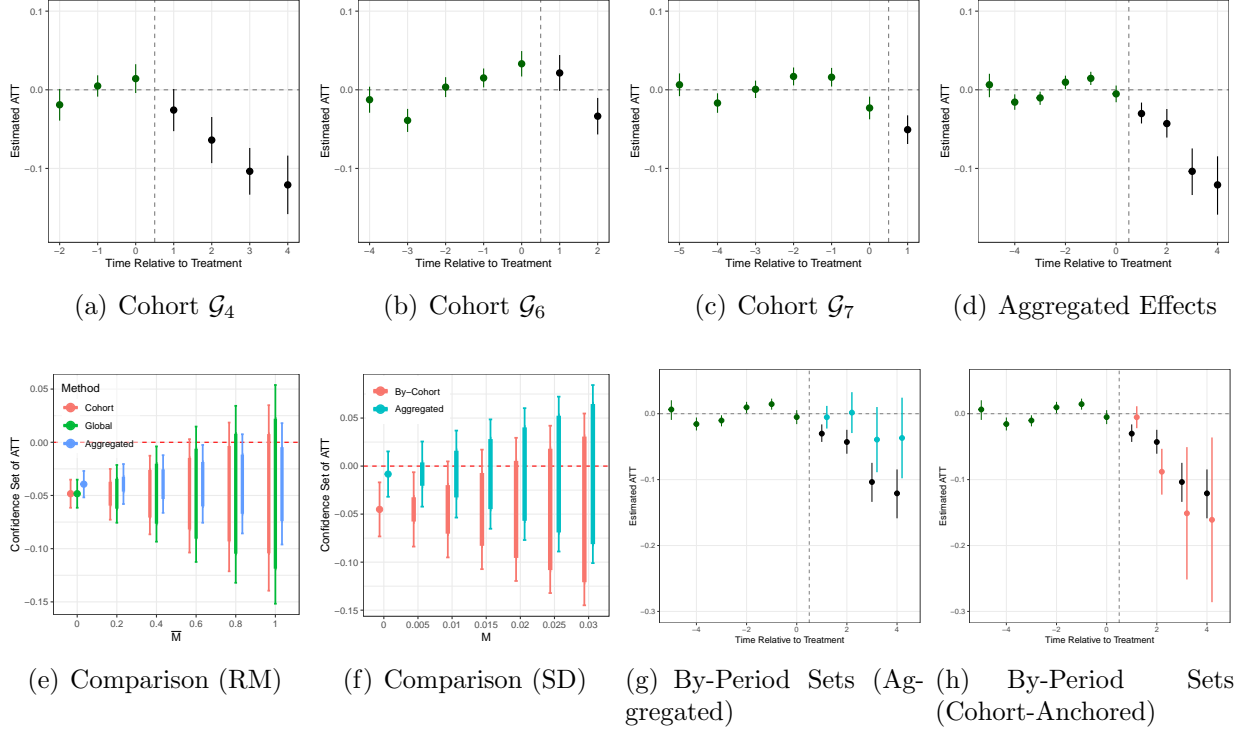 0.1
0.0
−0.1
Estimated ATT
−2 −1 0 1 2 3 4
Time Relative to Treatment
(a) Cohort 𝒢4
0.1
0.0
−0.1
Estimated ATT
−4 −3 −2 −1 0 1 2
Time Relative to Treatment
(b) Cohort 𝒢6
0.1
0.0
−0.1
Estimated ATT
−5 −4 −3 −2 −1 0 1
Time Relative to Treatment
(c) Cohort 𝒢7
0.1
0.0
−0.1
Estimated ATT
−4 −2 0 2 4
Time Relative to Treatment
(d) Aggregated Effects
Method
Cohort
Global
Aggregated
0.05
0.00
−0.05
−0.10
−0.15
Confidence Set of ATT
0 0.2 0.4 0.6 0.8 1
M̅
(e) Comparison (RM)
By−Cohort
Aggregated
0.05
0.00
−0.05
−0.10
−0.15
Confidence Set of ATT
0 0.005 0.01 0.015 0.02 0.025 0.03
M
(f) Comparison (SD)
0.0
−0.1
−0.2
−0.3
Estimated ATT
−4 −2 0 2 4
Time Relative to Treatment
(g) By-Period Sets (Ag-
gregated)
0.0
−0.1
−0.2
−0.3
Estimated ATT
−4 −2 0 2 4
Time Relative to Treatment
(h) By-Period Sets
(Cohort-Anchored)